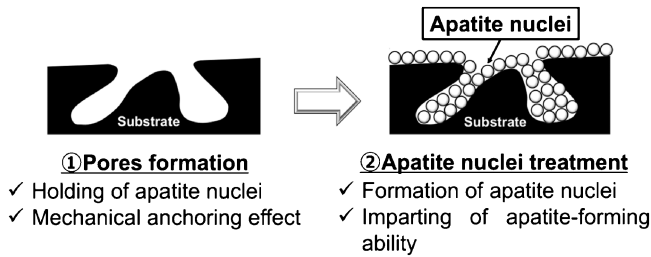 Apatite nuclei
Substrate
Substrate
①Pores formation
✓ Holding of apatite nuclei
✓ Mechanical anchoring effect
②Apatite nuclei treatment
✓ Formation of apatite nuclei
✓ Imparting of apatite-forming
ability